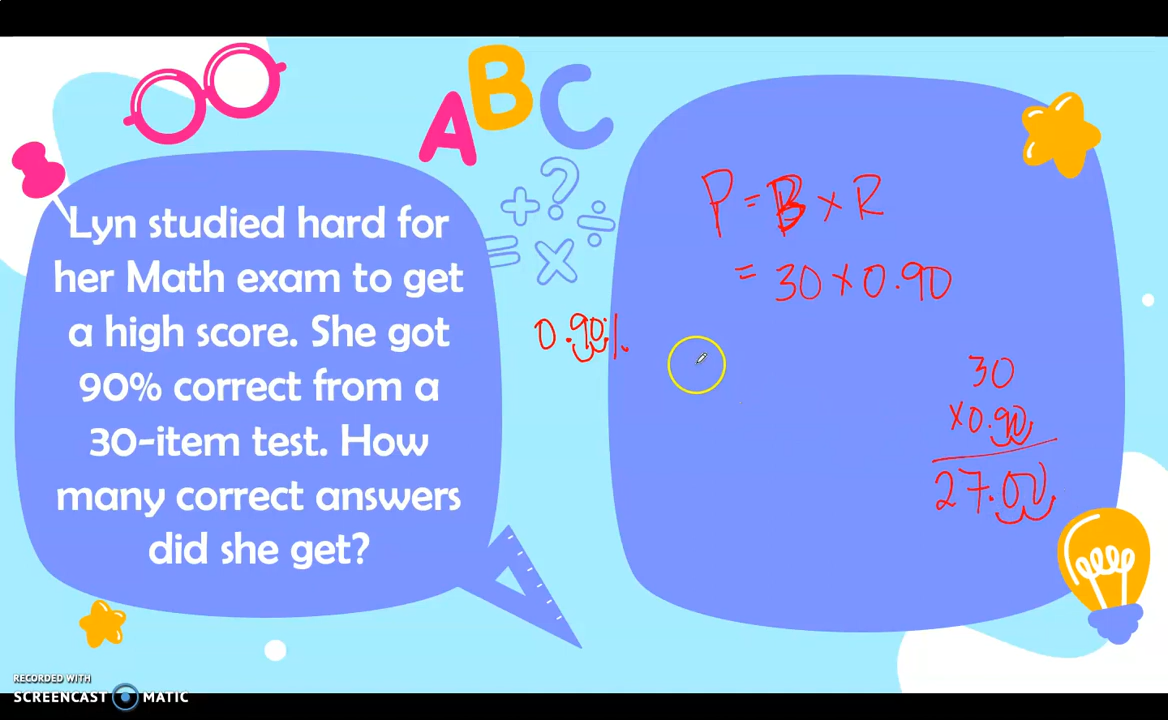 ABC
+ ? ÷ = ×
Lyn studied hard for
her Math exam to get
a high score. She got
90% correct from a
30-item test. How
many correct answers
did she get?
P = B × R
= 30 × 0.90
0.90%.
30
×0.90
27.00
RECORDED WITH
SCREENCAST MATIC